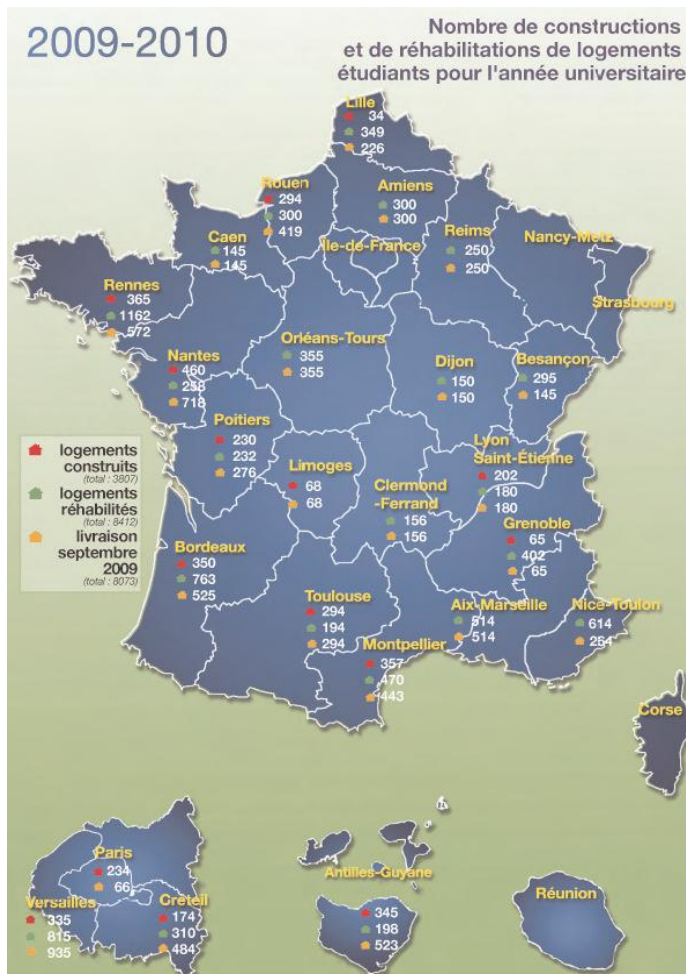 2009-2010
Nombre de constructions
et de réhabilitations de logements
étudiants pour l'année universitaire
Lille
34
349
226
Rouen
294
300
419
Amiens
300
300
Caen
145
145
Île-de-France
Reims
250
250
Nancy-Metz
Strasbourg
Rennes
365
1162
572
Nantes
460
258
718
Orléans-Tours
355
355
Dijon
150
150
Besançon
295
145
Poitiers
230
232
276
Limoges
68
68
Clermond
-Ferrand
156
156
Lyon
Saint-Étienne
202
180
180
Grenoble
65
402
65
logements
construits
(total : 3807)
logements
réhabilités
(total : 8412)
livraison
septembre
2009
(total : 8073)
Bordeaux
350
763
525
Toulouse
294
194
294
Montpellier
357
470
443
Aix-Marseille
514
514
Nice-Toulon
614
264
Corse
Paris
234
66
Versailles
335
815
935
Créteil
174
310
484
Antilles-Guyane
345
198
523
Réunion